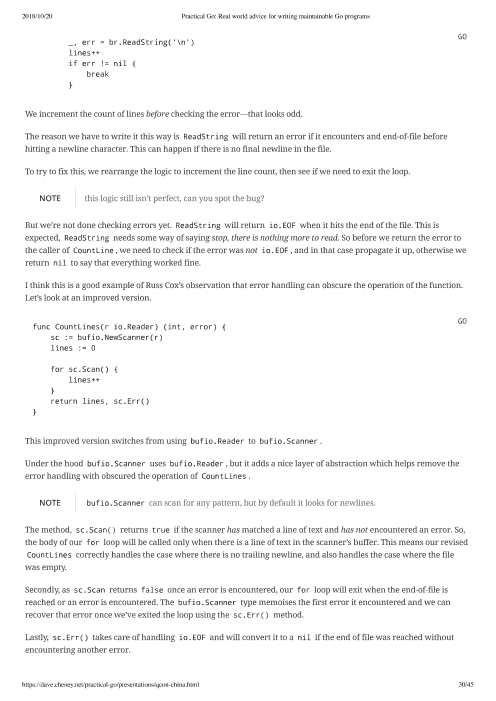 2018/10/20 Practical Go: Real world advice for writing maintainable Go programs
GO
_, err = br.ReadString('\n')
lines++
if err != nil {
break
}
We increment the count of lines before checking the error—that looks odd.
The reason we have to write it this way is ReadString will return an error if it encounters and end-of-file before
hitting a newline character. This can happen if there is no final newline in the file.
To try to fix this, we rearrange the logic to increment the line count, then see if we need to exit the loop.
NOTE this logic still isn't perfect, can you spot the bug?
But we're not done checking errors yet. ReadString will return io.EOF when it hits the end of the file. This is
expected, ReadString needs some way of saying stop, there is nothing more to read. So before we return the error to
the caller of CountLine, we need to check if the error was not io.EOF, and in that case propagate it up, otherwise we
return nil to say that everything worked fine.
I think this is a good example of Russ Cox's observation that error handling can obscure the operation of the function.
Let's look at an improved version.
GO
func CountLines(r io.Reader) (int, error) {
sc := bufio.NewScanner(r)
lines := 0
for sc.Scan() {
lines++
}
return lines, sc.Err()
}
This improved version switches from using bufio.Reader to bufio.Scanner.
Under the hood bufio.Scanner uses bufio.Reader, but it adds a nice layer of abstraction which helps remove the
error handling with obscured the operation of CountLines.
NOTE bufio.Scanner can scan for any pattern, but by default it looks for newlines.
The method, sc.Scan() returns true if the scanner has matched a line of text and has not encountered an error. So,
the body of our for loop will be called only when there is a line of text in the scanner's buffer. This means our revised
CountLines correctly handles the case where there is no trailing newline, and also handles the case where the file
was empty.
Secondly, as sc.Scan returns false once an error is encountered, our for loop will exit when the end-of-file is
reached or an error is encountered. The bufio.Scanner type memoises the first error it encountered and we can
recover that error once we've exited the loop using the sc.Err() method.
Lastly, sc.Err() takes care of handling io.EOF and will convert it to a nil if the end of file was reached without
encountering another error.
https://dave.cheney.net/practical-go/presentations/qcon-china.html 30/45